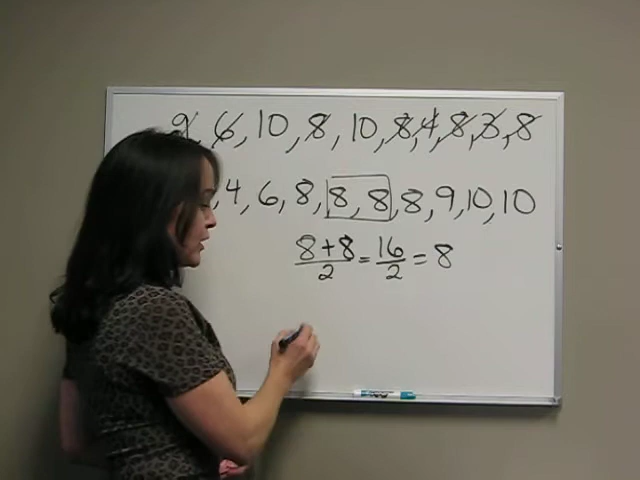 9, 6, 10, 8, 10, 8, 4, 8, 3, 8
, 4, 6, 8, 8, 8, 8, 9, 10, 10
8+8/2 = 16/2 = 8